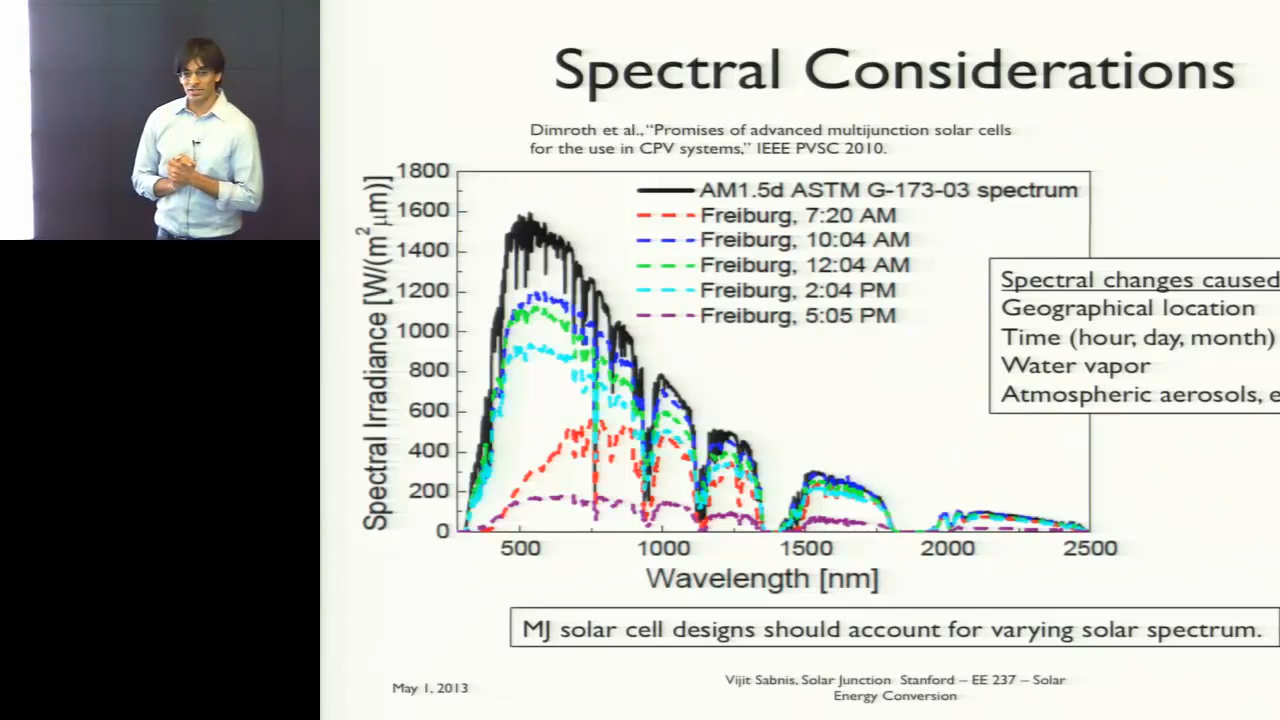 Spectral Considerations
Dimroth et al., “Promises of advanced multijunction solar cells
for the use in CPV systems,” IEEE PVSC 2010.
1800
1600
1400
1200
1000
800
600
400
200
0
Spectral Irradiance [W/(m²μm)]
AM1.5d ASTM G-173-03 spectrum
Freiburg, 7:20 AM
Freiburg, 10:04 AM
Freiburg, 12:04 AM
Freiburg, 2:04 PM
Freiburg, 5:05 PM
Spectral changes caused
Geographical location
Time (hour, day, month)
Water vapor
Atmospheric aerosols, e
500 1000 1500 2000 2500
Wavelength [nm]
MJ solar cell designs should account for varying solar spectrum.
May 1, 2013
Vijit Sabnis, Solar Junction Stanford – EE 237 – Solar
Energy Conversion